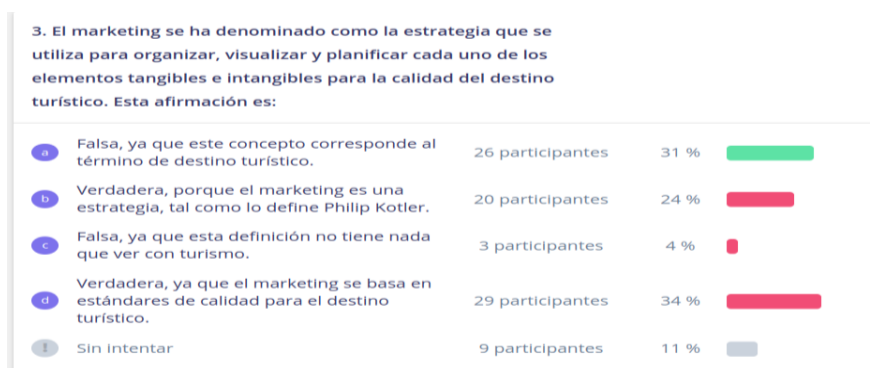 3. El marketing se ha denominado como la estrategia que se
utiliza para organizar, visualizar y planificar cada uno de los
elementos tangibles e intangibles para la calidad del destino
turístico. Esta afirmación es:
a Falsa, ya que este concepto corresponde al
término de destino turístico. 26 participantes 31 %
b Verdadera, porque el marketing es una
estrategia, tal como lo define Philip Kotler. 20 participantes 24 %
c Falsa, ya que esta definición no tiene nada
que ver con turismo. 3 participantes 4 %
d Verdadera, ya que el marketing se basa en
estándares de calidad para el destino 29 participantes 34 %
turístico.
! Sin intentar 9 participantes 11 %